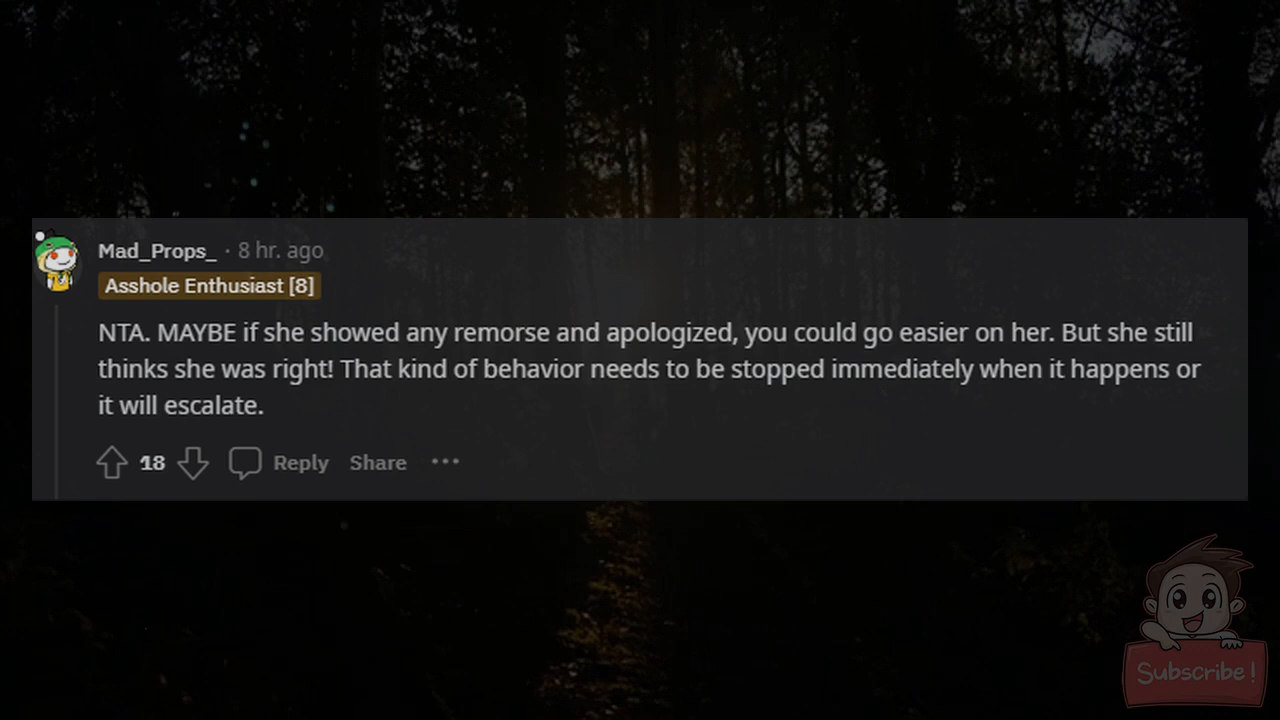 Mad_Props_ · 8 hr. ago
Asshole Enthusiast [8]
NTA. MAYBE if she showed any remorse and apologized, you could go easier on her. But she still
thinks she was right! That kind of behavior needs to be stopped immediately when it happens or
it will escalate.
18 Reply Share ···
Subscribe!